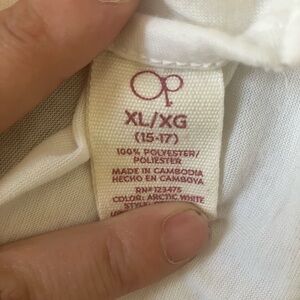 Op
XL/XG
(15-17)
100% POLYESTER/
POLIESTER
MADE IN CAMBODIA
HECHO EN CAMBOYA
RN# 123475
COLOR: ARCTIC WHITE
STYLE: